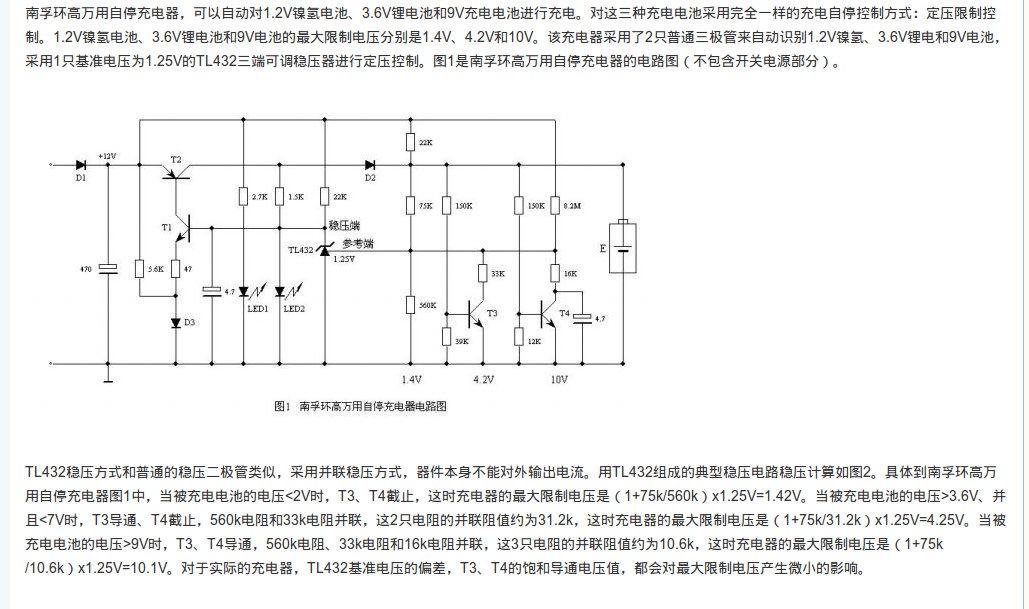 南孚环高万用自停充电器，可以自动对1.2V镍氢电池、3.6V锂电池和9V充电电池进行充电。对这三种充电电池采用完全一样的充电自停控制方式：定压限制控
制。1.2V镍氢电池、3.6V锂电池和9V电池的最大限制电压分别是1.4V、4.2V和10V。该充电器采用了2只普通三极管来自动识别1.2V镍氢、3.6V锂电和9V电池，
采用1只基准电压为1.25V的TL432三端可调稳压器进行定压控制。图1是南孚环高万用自停充电器的电路图（不包含开关电源部分）。
22K
+12V
T2
D1
D2
2.7K
1.5K
22K
75K
150K
150K
8.2M
T1
稳压端
TL432
参考端
1.25V
E
470
5.6K
47
4.7
33K
16K
LED1
LED2
560K
D3
T3
T4
4.7
39K
12K
1.4V
4.2V
10V
图1 南孚环高万用自停充电器电路图
TL432稳压方式和普通的稳压二极管类似，采用并联稳压方式，器件本身不能对外输出电流。用TL432组成的典型稳压电路稳压计算如图2。具体到南孚环高万
用自停充电器图1中，当被充电电池的电压<2V时，T3、T4截止，这时充电器的最大限制电压是（1+75k/560k）x1.25V=1.42V。当被充电电池的电压>3.6V、并
且<7V时，T3导通、T4截止，560k电阻和33k电阻并联，这2只电阻的并联阻值约为31.2k，这时充电器的最大限制电压是（1+75k/31.2k）x1.25V=4.25V。当被
充电电池的电压>9V时，T3、T4导通，560k电阻、33k电阻和16k电阻并联，这3只电阻的并联阻值约为10.6k，这时充电器的最大限制电压是（1+75k
/10.6k）x1.25V=10.1V。对于实际的充电器，TL432基准电压的偏差，T3、T4的饱和导通电压值，都会对最大限制电压产生微小的影响。